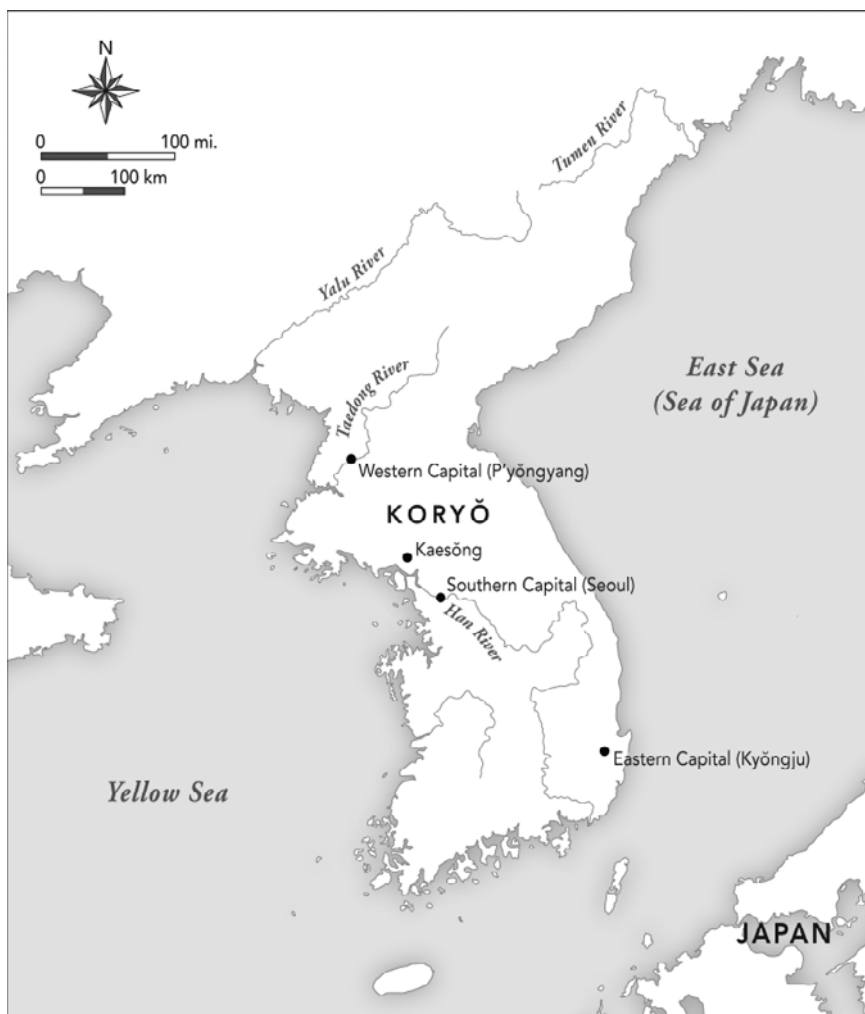 N
0 100 mi.
0 100 km
Tumen River
Yalu River
Taedong River
East Sea
(Sea of Japan)
Western Capital (P'yŏngyang)
KORYŎ
Kaesŏng
Southern Capital (Seoul)
Han River
Eastern Capital (Kyŏngju)
Yellow Sea
JAPAN